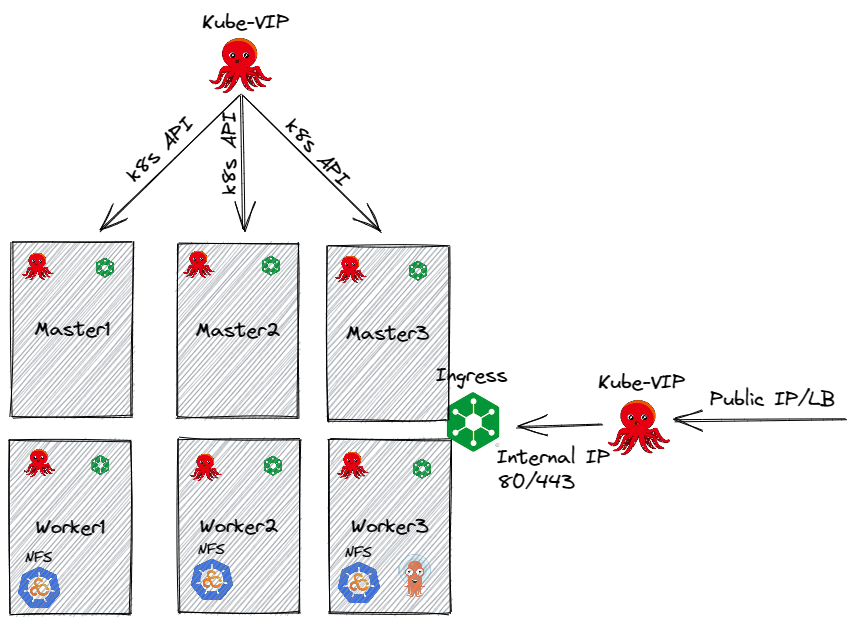 Kube-VIP
k8s API
k8s API
k8s API
Master1
Master2
Master3
Ingress
Kube-VIP
Public IP/LB
Internal IP
80/443
Worker1
Worker2
Worker3
NFS
NFS
NFS